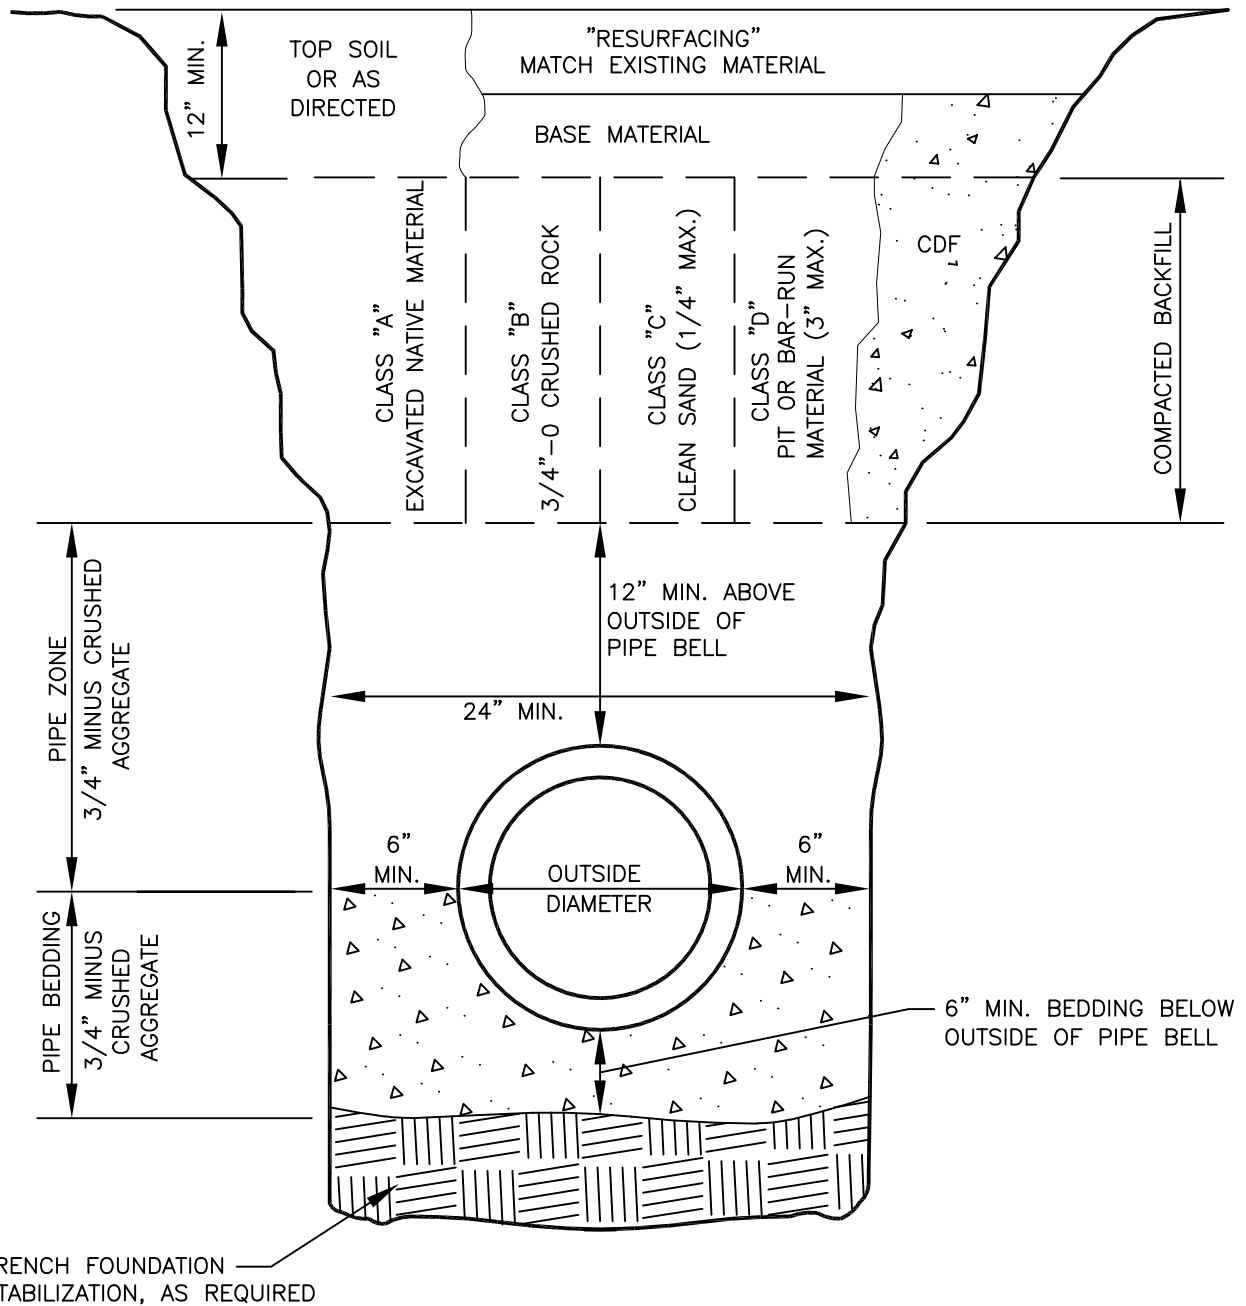 12" MIN.
TOP SOIL
OR AS
DIRECTED
"RESURFACING"
MATCH EXISTING MATERIAL
BASE MATERIAL
CLASS "A"
EXCAVATED NATIVE MATERIAL
CLASS "B"
3/4"-0 CRUSHED ROCK
CLASS "C"
CLEAN SAND (1/4" MAX.)
CLASS "D"
PIT OR BAR-RUN
MATERIAL (3" MAX.)
CDF
COMPACTED BACKFILL
PIPE ZONE
3/4" MINUS CRUSHED
AGGREGATE
12" MIN. ABOVE
OUTSIDE OF
PIPE BELL
24" MIN.
6"
MIN.
OUTSIDE
DIAMETER
6"
MIN.
PIPE BEDDING
3/4" MINUS
CRUSHED
AGGREGATE
6" MIN. BEDDING BELOW
OUTSIDE OF PIPE BELL
RENCH FOUNDATION
TABILIZATION, AS REQUIRED